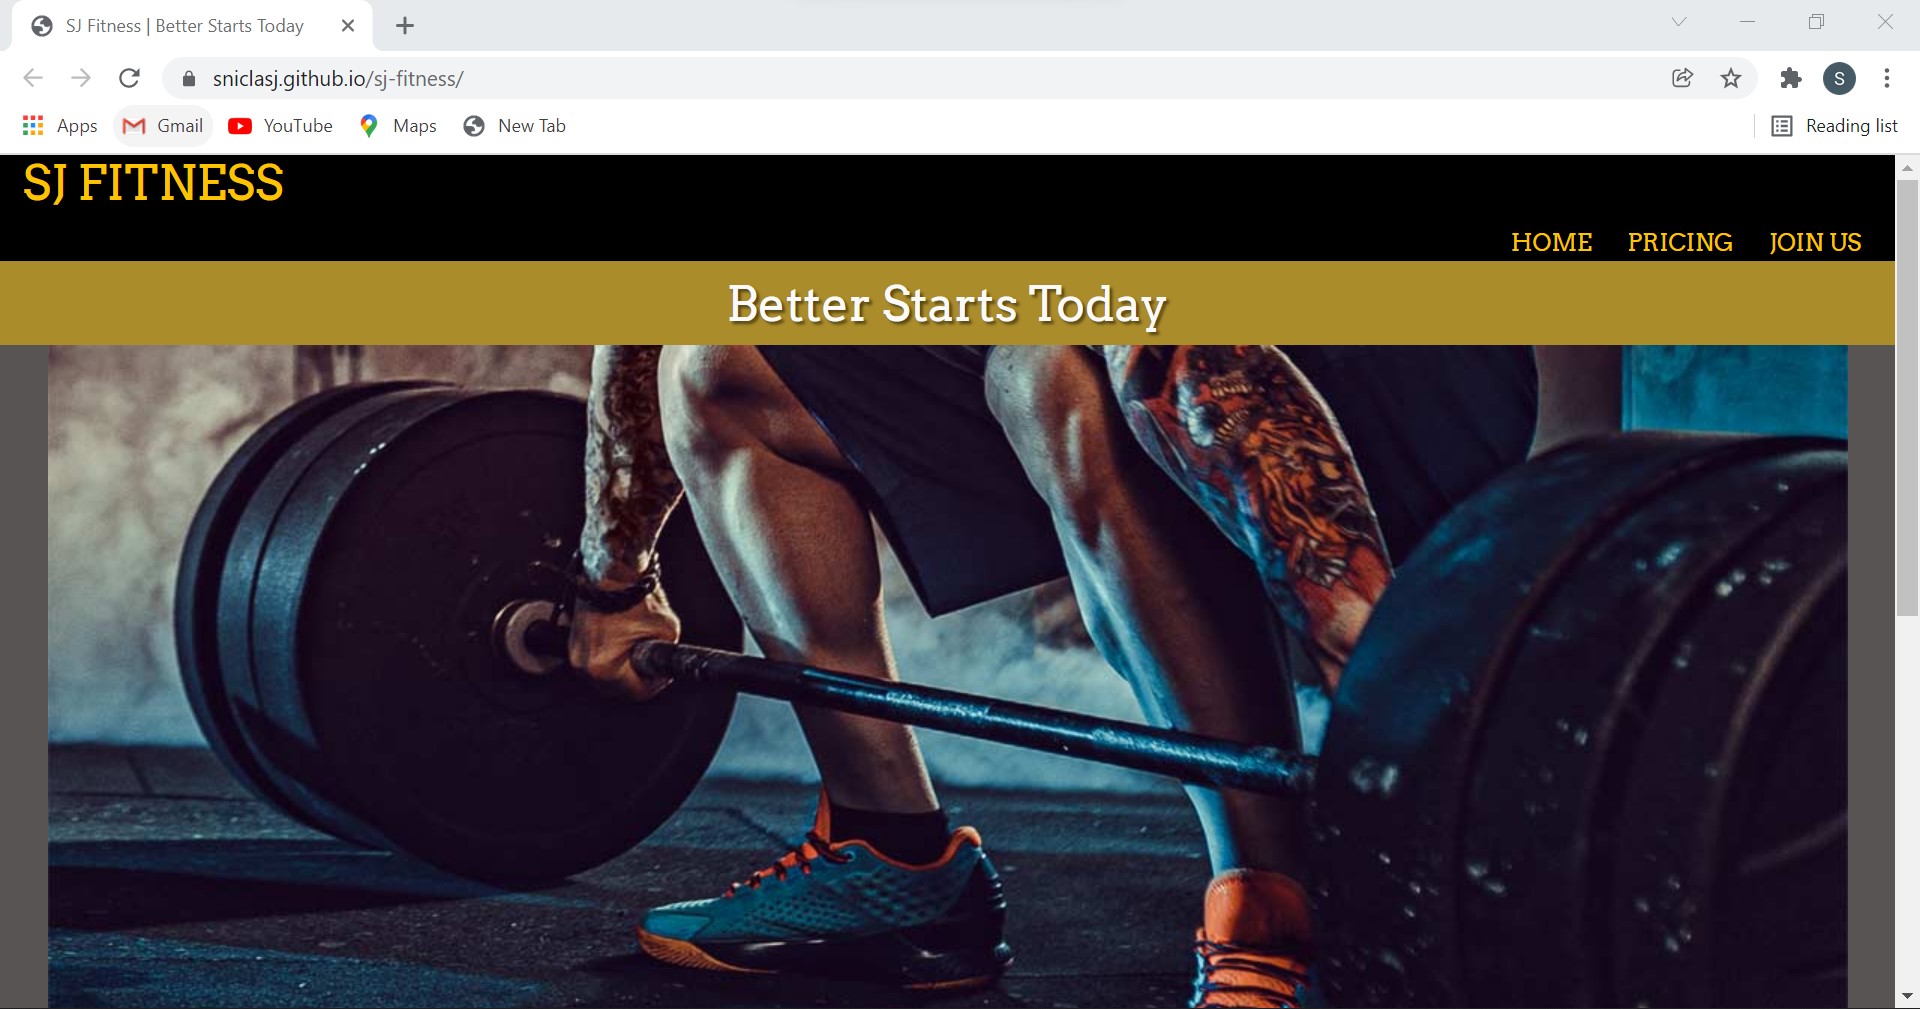 SJ Fitness | Better Starts Today
sniclasj.github.io/sj-fitness/
S
Apps Gmail YouTube Maps New Tab Reading list
SJ FITNESS
HOME PRICING JOIN US
Better Starts Today